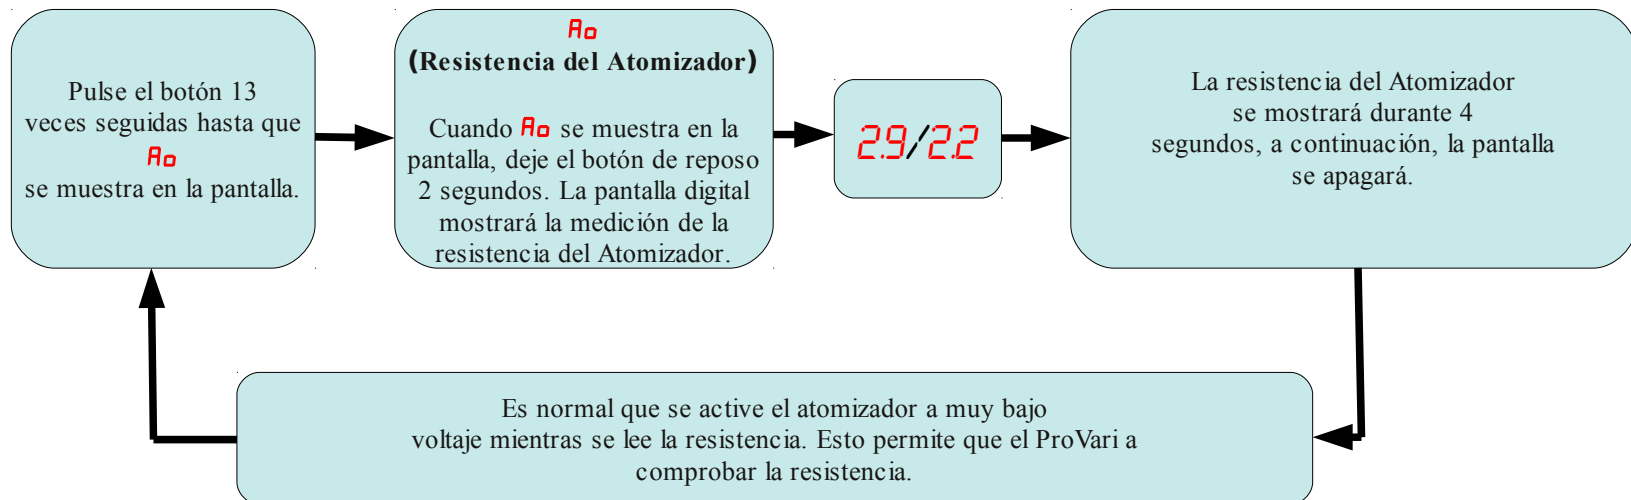 Pulse el botón 13
veces seguidas hasta que
Ao
se muestra en la pantalla.
Ao
(Resistencia del Atomizador)
Cuando Ao se muestra en la
pantalla, deje el botón de reposo
2 segundos. La pantalla digital
mostrará la medición de la
resistencia del Atomizador.
2.9/2.2
La resistencia del Atomizador
se mostrará durante 4
segundos, a continuación, la pantalla
se apagará.
Es normal que se active el atomizador a muy bajo
voltaje mientras se lee la resistencia. Esto permite que el ProVari a
comprobar la resistencia.